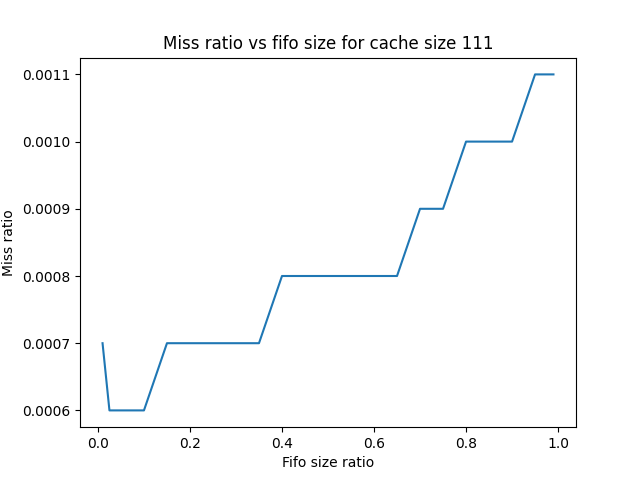 Miss ratio vs fifo size for cache size 111
0.0011
0.0010
0.0009
0.0008
0.0007
0.0006
Miss ratio
0.0 0.2 0.4 0.6 0.8 1.0
Fifo size ratio